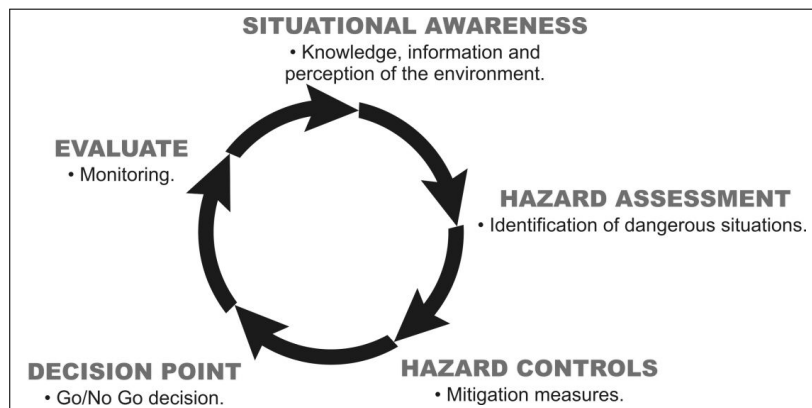 SITUATIONAL AWARENESS
• Knowledge, information and
perception of the environment.
EVALUATE
• Monitoring.
HAZARD ASSESSMENT
• Identification of dangerous situations.
DECISION POINT
• Go/No Go decision.
HAZARD CONTROLS
• Mitigation measures.